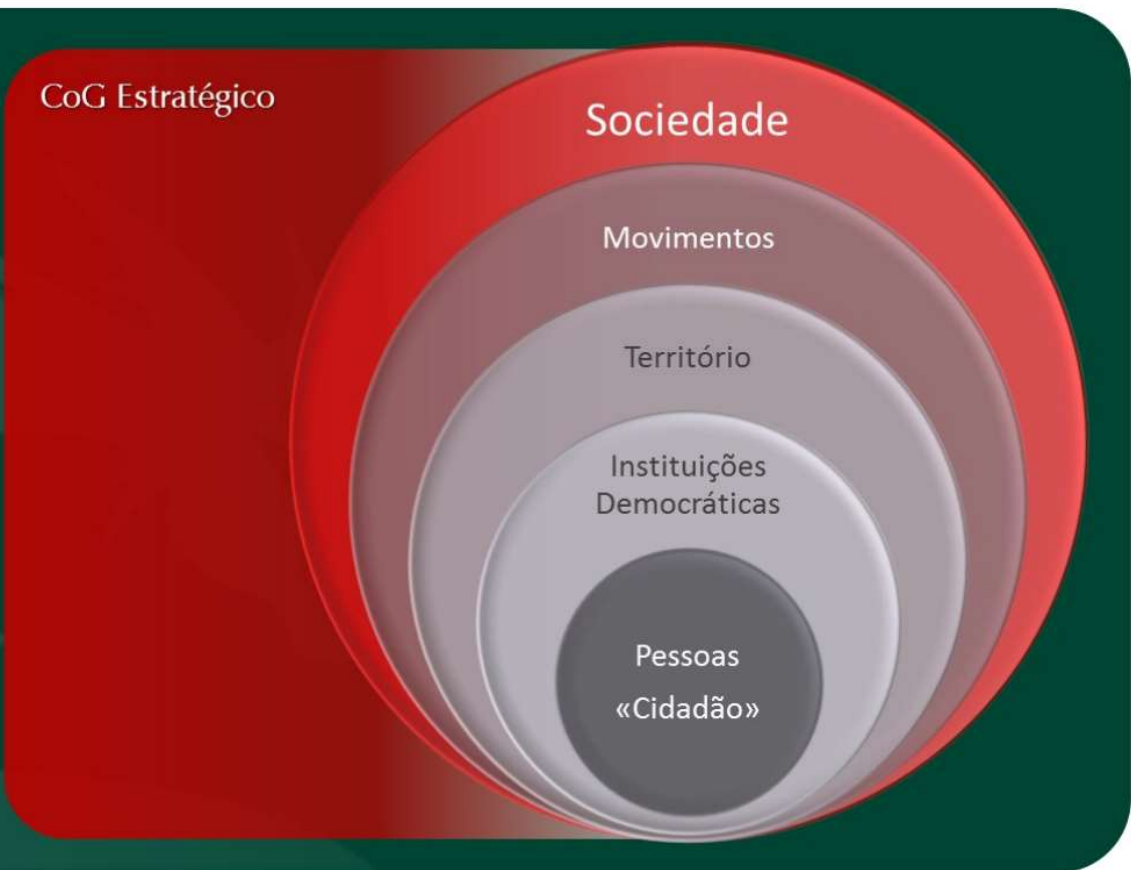 CoG Estratégico
Sociedade
Movimentos
Território
Instituições
Democráticas
Pessoas
«Cidadão»